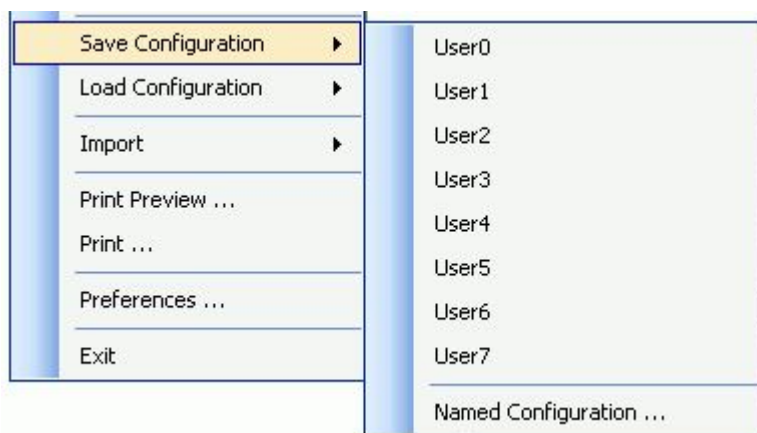 Save Configuration
Load Configuration
Import
Print Preview ...
Print ...
Preferences ...
Exit
User0
User1
User2
User3
User4
User5
User6
User7
Named Configuration ...